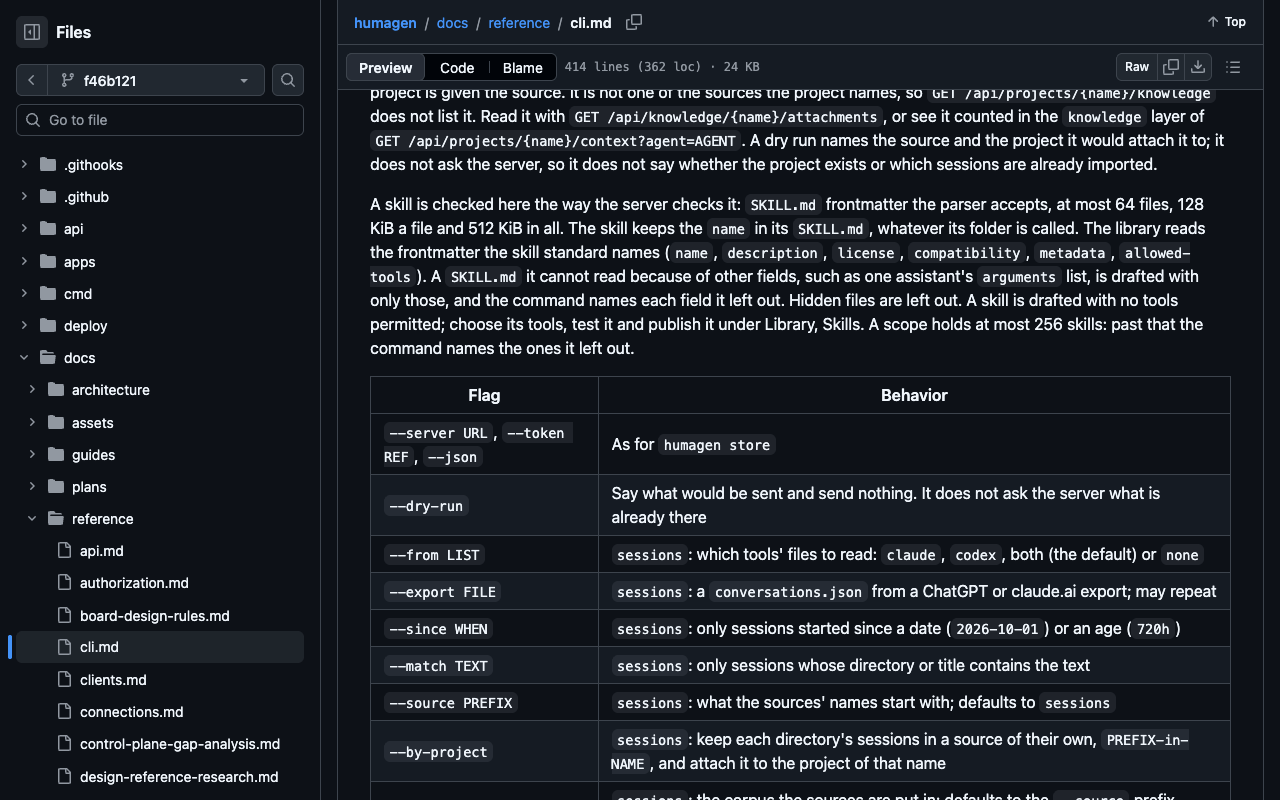 Files
f46b121
Go to file
.githooks
.github
api
apps
cmd
deploy
docs
architecture
assets
guides
plans
reference
api.md
authorization.md
board-design-rules.md
cli.md
clients.md
connections.md
control-plane-gap-analysis.md
design-reference-research.md
humagen / docs / reference / cli.md
Top
Preview Code Blame 414 lines (362 loc) · 24 KB Raw
project is given the source. It is not one of the sources the project names, so GET /api/projects/{name}/knowledge
does not list it. Read it with GET /api/knowledge/{name}/attachments, or see it counted in the knowledge layer of
GET /api/projects/{name}/context?agent=AGENT. A dry run names the source and the project it would attach it to; it
does not ask the server, so it does not say whether the project exists or which sessions are already imported.
A skill is checked here the way the server checks it: SKILL.md frontmatter the parser accepts, at most 64 files, 128
KiB a file and 512 KiB in all. The skill keeps the name in its SKILL.md, whatever its folder is called. The library reads
the frontmatter the skill standard names (name, description, license, compatibility, metadata, allowed-
tools). A SKILL.md it cannot read because of other fields, such as one assistant's arguments list, is drafted with
only those, and the command names each field it left out. Hidden files are left out. A skill is drafted with no tools
permitted; choose its tools, test it and publish it under Library, Skills. A scope holds at most 256 skills: past that the
command names the ones it left out.
Flag Behavior
--server URL, --token
REF, --json
As for humagen store
--dry-run
Say what would be sent and send nothing. It does not ask the server what is
already there
--from LIST sessions: which tools' files to read: claude, codex, both (the default) or none
--export FILE sessions: a conversations.json from a ChatGPT or claude.ai export; may repeat
--since WHEN sessions: only sessions started since a date (2026-10-01) or an age (720h)
--match TEXT sessions: only sessions whose directory or title contains the text
--source PREFIX sessions: what the sources' names start with; defaults to sessions
--by-project
sessions: keep each directory's sessions in a source of their own, PREFIX-in-
NAME, and attach it to the project of that name
sessions: the corpus the sources are put in; defaults to the --source prefix